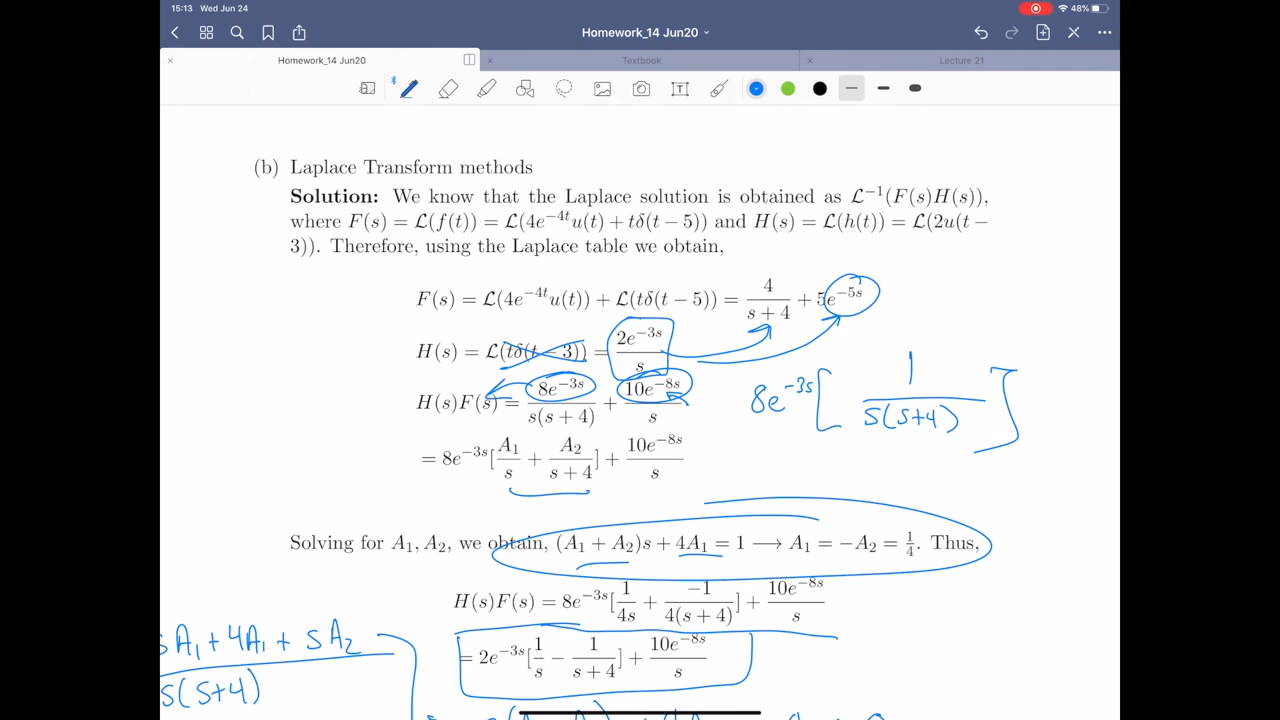 15:13 Wed Jun 24
48%
Homework_14 Jun20
Homework_14 Jun20
Textbook
Lecture 21
(b) Laplace Transform methods
Solution: We know that the Laplace solution is obtained as ℒ⁻¹(F(s)H(s)),
where F(s) = ℒ(f(t)) = ℒ(4e^{-4t}u(t) + tδ(t − 5)) and H(s) = ℒ(h(t)) = ℒ(2u(t −
3)). Therefore, using the Laplace table we obtain,
F(s) = ℒ(4e^{-4t}u(t)) + ℒ(tδ(t − 5)) = 4/(s + 4) + 5e^{-5s}
H(s) = ℒ(tδ(t − 3)) = 2e^{-3s}/s
H(s)F(s) = 8e^{-3s}/(s(s + 4)) + 10e^{-8s}/s
8e^{-3s}[1/(s(s+4))]
= 8e^{-3s}[A₁/s + A₂/(s + 4)] + 10e^{-8s}/s
Solving for A₁, A₂, we obtain, (A₁ + A₂)s + 4A₁ = 1 ⟶ A₁ = −A₂ = 1/4. Thus,
H(s)F(s) = 8e^{-3s}[1/(4s) + −1/(4(s + 4))] + 10e^{-8s}/s
sA₁+4A₁ + sA₂
s(s+4)
= 2e^{-3s}[1/s − 1/(s + 4)] + 10e^{-8s}/s